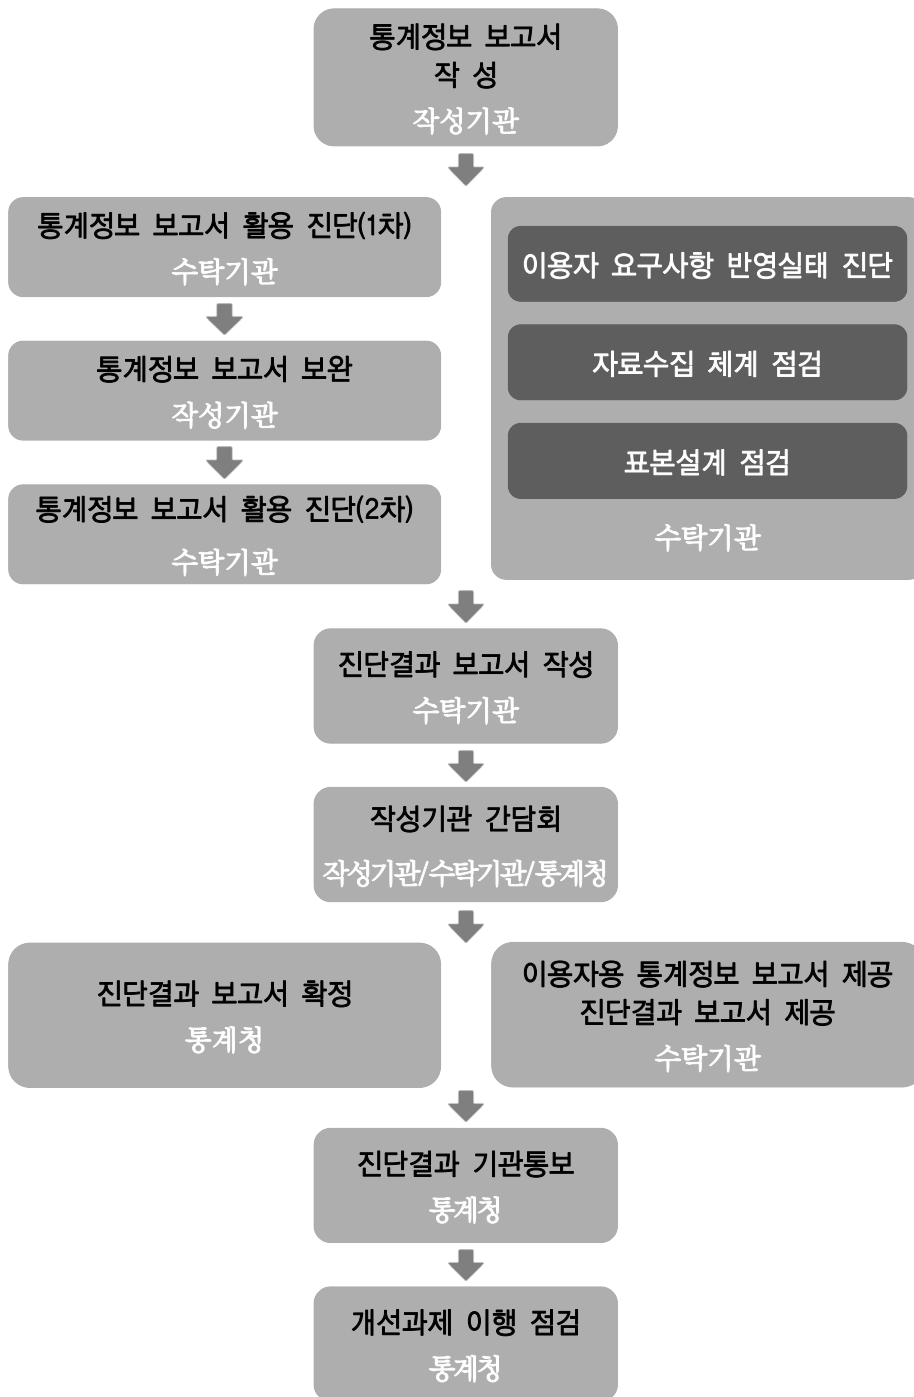 통계정보 보고서
작 성
작성기관
통계정보 보고서 활용 진단(1차)
수탁기관
통계정보 보고서 보완
작성기관
통계정보 보고서 활용 진단(2차)
수탁기관
이용자 요구사항 반영실태 진단
자료수집 체계 점검
표본설계 점검
수탁기관
진단결과 보고서 작성
수탁기관
작성기관 간담회
작성기관/수탁기관/통계청
진단결과 보고서 확정
통계청
이용자용 통계정보 보고서 제공
진단결과 보고서 제공
수탁기관
진단결과 기관통보
통계청
개선과제 이행 점검
통계청